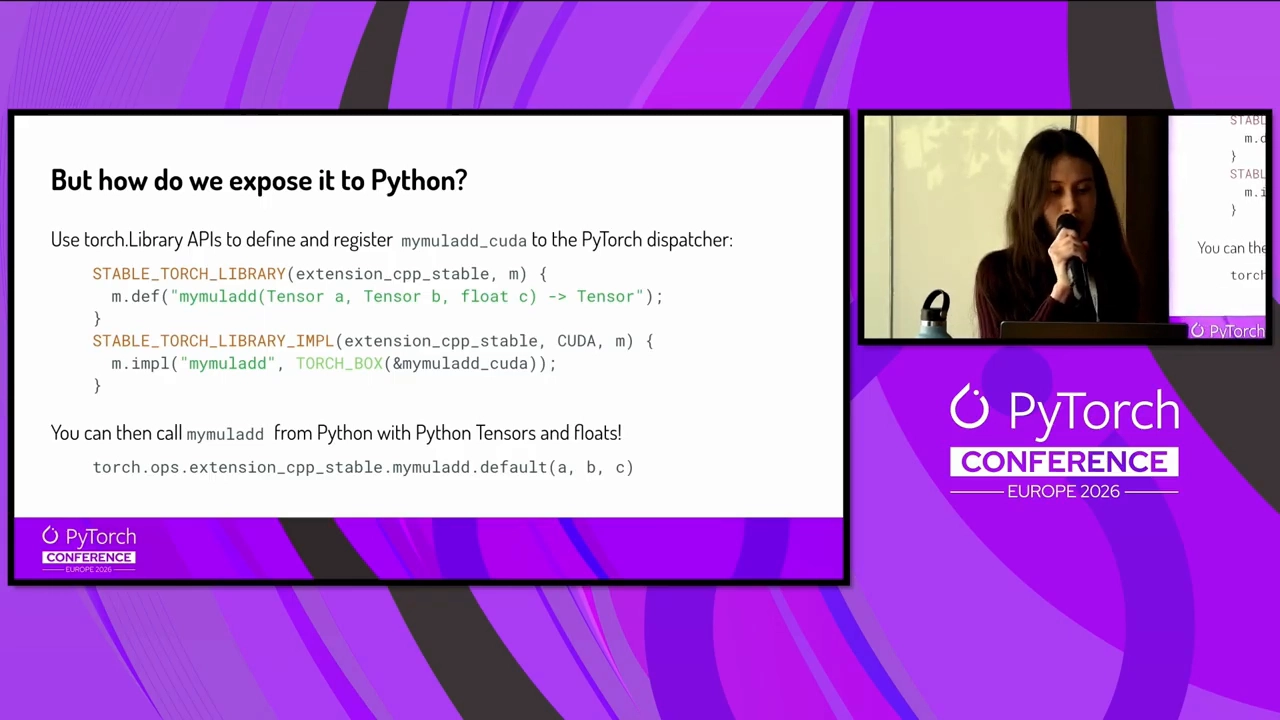 But how do we expose it to Python?
Use torch.Library APIs to define and register mymuladd_cuda to the PyTorch dispatcher:
STABLE_TORCH_LIBRARY(extension_cpp_stable, m) {
m.def("mymuladd(Tensor a, Tensor b, float c) -> Tensor");
}
STABLE_TORCH_LIBRARY_IMPL(extension_cpp_stable, CUDA, m) {
m.impl("mymuladd", TORCH_BOX(&mymuladd_cuda));
}
You can then call mymuladd from Python with Python Tensors and floats!
torch.ops.extension_cpp_stable.mymuladd.default(a, b, c)
PyTorch
CONFERENCE
EUROPE 2026
STABL
m.d
}
STABL
m.i
}
You can the
torch
PyTorch
PyTorch
CONFERENCE
EUROPE 2026